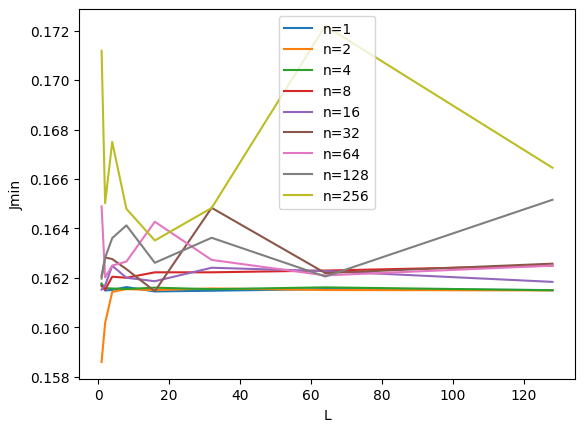 0.172
0.170
0.168
0.166
0.164
0.162
0.160
0.158
Jmin
n=1
n=2
n=4
n=8
n=16
n=32
n=64
n=128
n=256
0 20 40 60 80 100 120
L